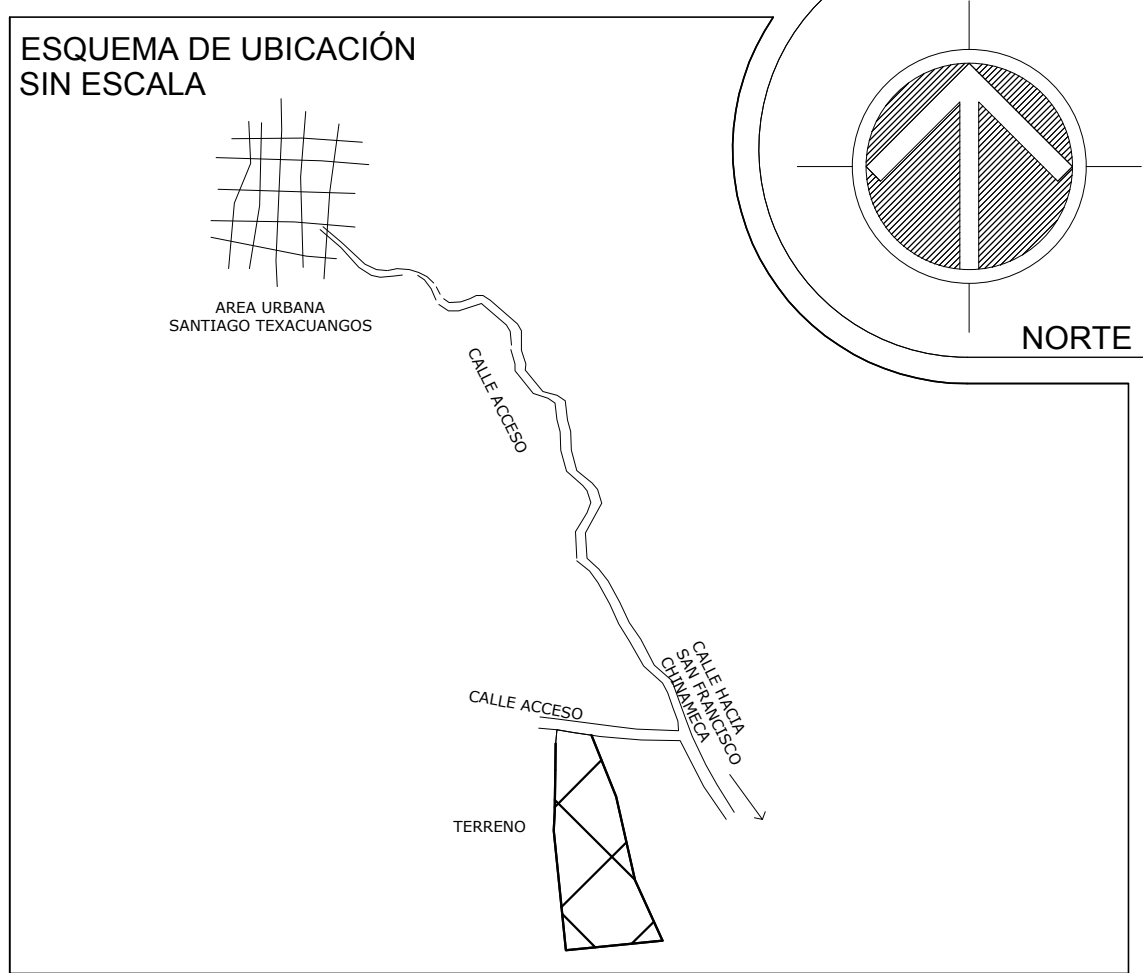 ESQUEMA DE UBICACIÓN
SIN ESCALA
NORTE
AREA URBANA
SANTIAGO TEXACUANGOS
CALLE ACCESO
CALLE HACIA
SAN FRANCISCO
CHINAMECA
CALLE ACCESO
TERRENO